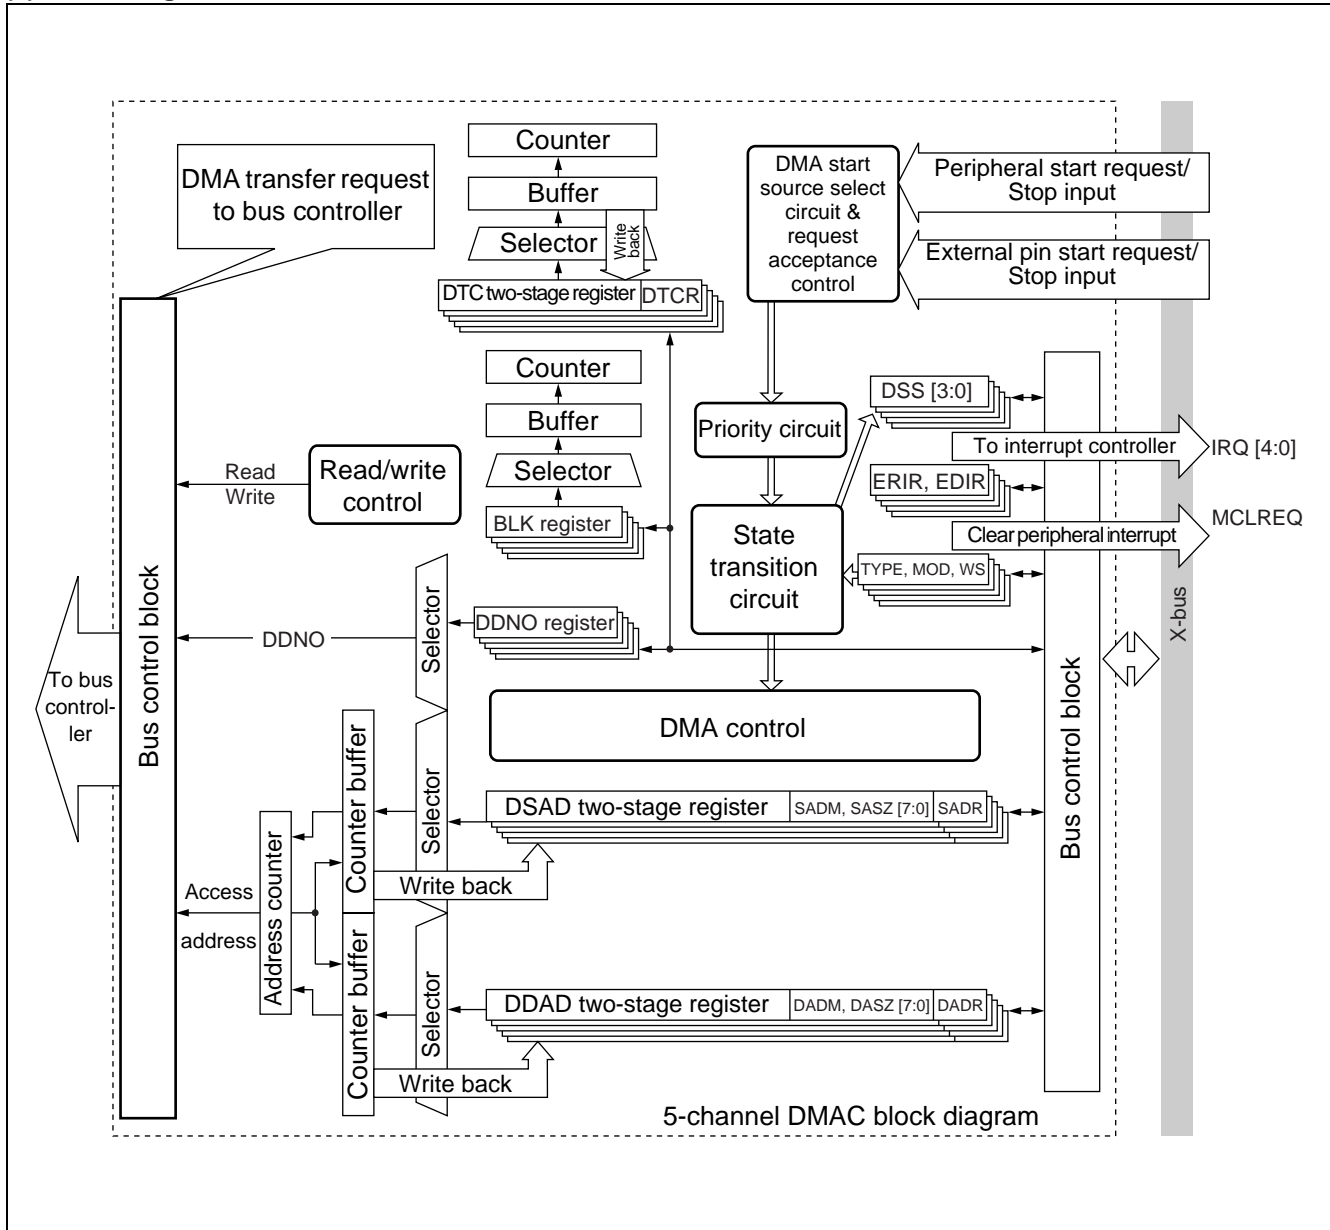 Counter
Buffer
Selector
Write
back
DTC two-stage register
DTCR
DMA transfer request
to bus controller
DMA start
source select
circuit &
request
acceptance
control
Peripheral start request/
Stop input
External pin start request/
Stop input
Counter
Buffer
Selector
BLK register
Priority circuit
DSS [3:0]
To interrupt controller
IRQ [4:0]
Read
Write
Read/write
control
ERIR, EDIR
MCLREQ
Clear peripheral interrupt
State
transition
circuit
TYPE, MOD, WS
X-bus
Bus control block
DDNO
Selector
DDNO register
To bus
control-
ler
DMA control
Bus control block
Counter buffer
Selector
DSAD two-stage register
SADM, SASZ [7:0]
SADR
Write back
Access
address
Address counter
Counter buffer
Selector
DDAD two-stage register
DADM, DASZ [7:0]
DADR
Write back
5-channel DMAC block diagram